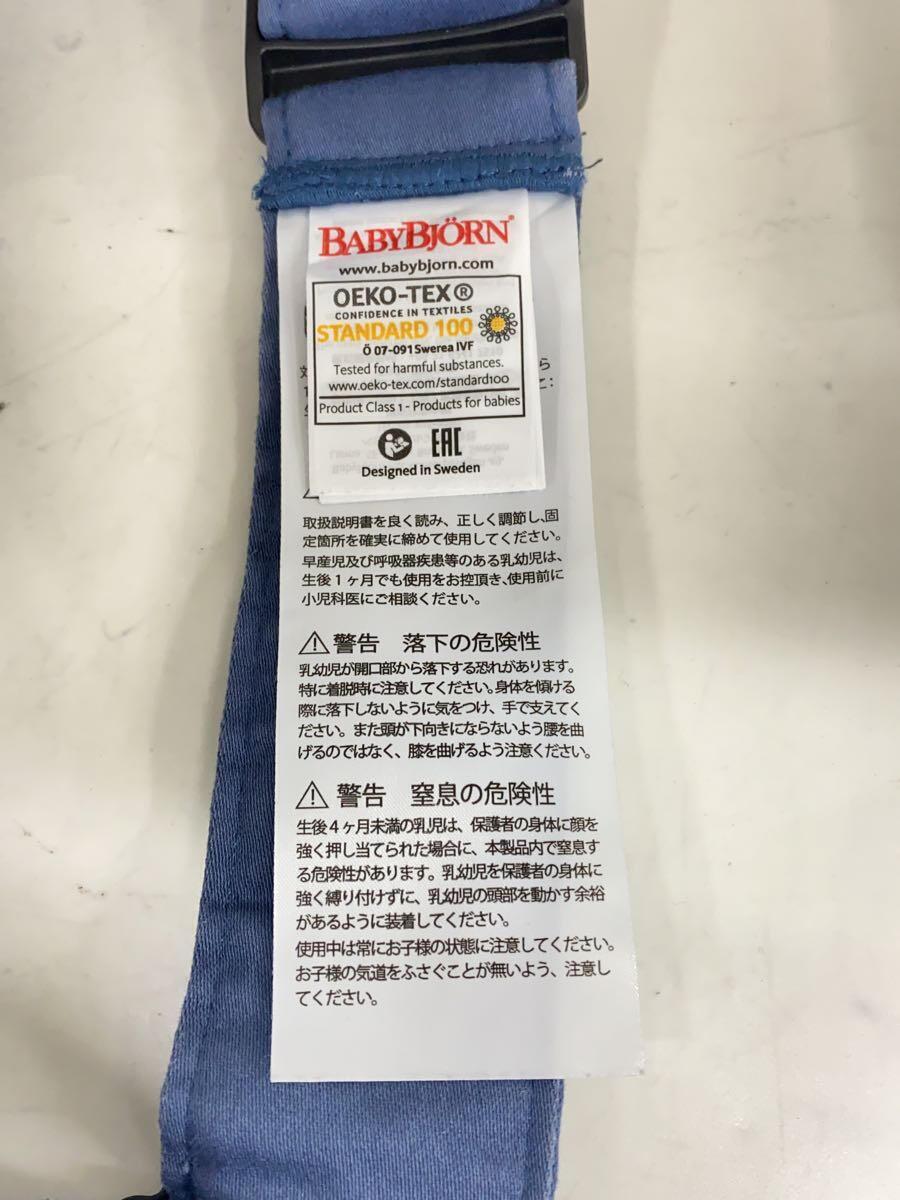 BABYBJÖRN®
www.babybjorn.com
OEKO-TEX®
CONFIDENCE IN TEXTILES
STANDARD 100
Ö 07-091 Swerea IVF
Tested for harmful substances.
www.oeko-tex.com/standard100
Product Class 1 - Products for babies
EAC
Designed in Sweden
取扱説明書を良く読み、正しく調節し、固
定箇所を確実に締めて使用してください。
早産児及び呼吸器疾患等のある乳幼児は、
生後1ヶ月でも使用をお控頂き、使用前に
小児科医にご相談ください。
⚠警告 落下の危険性
乳幼児が開口部から落下する恐れがあります。
特に着脱時に注意してください。身体を傾ける
際に落下しないように気をつけ、手で支えてく
ださい。また頭が下向きにならないよう腰を曲
げるのではなく、膝を曲げるよう注意ください。
⚠警告 窒息の危険性
生後4ヶ月未満の乳児は、保護者の身体に顔を
強く押し当てられた場合に、本製品内で窒息す
る危険性があります。乳幼児を保護者の身体に
強く縛り付けずに、乳幼児の頭部を動かす余裕
があるように装着してください。
使用中は常にお子様の状態に注意してください。
お子様の気道をふさぐことが無いよう、注意し
てください。